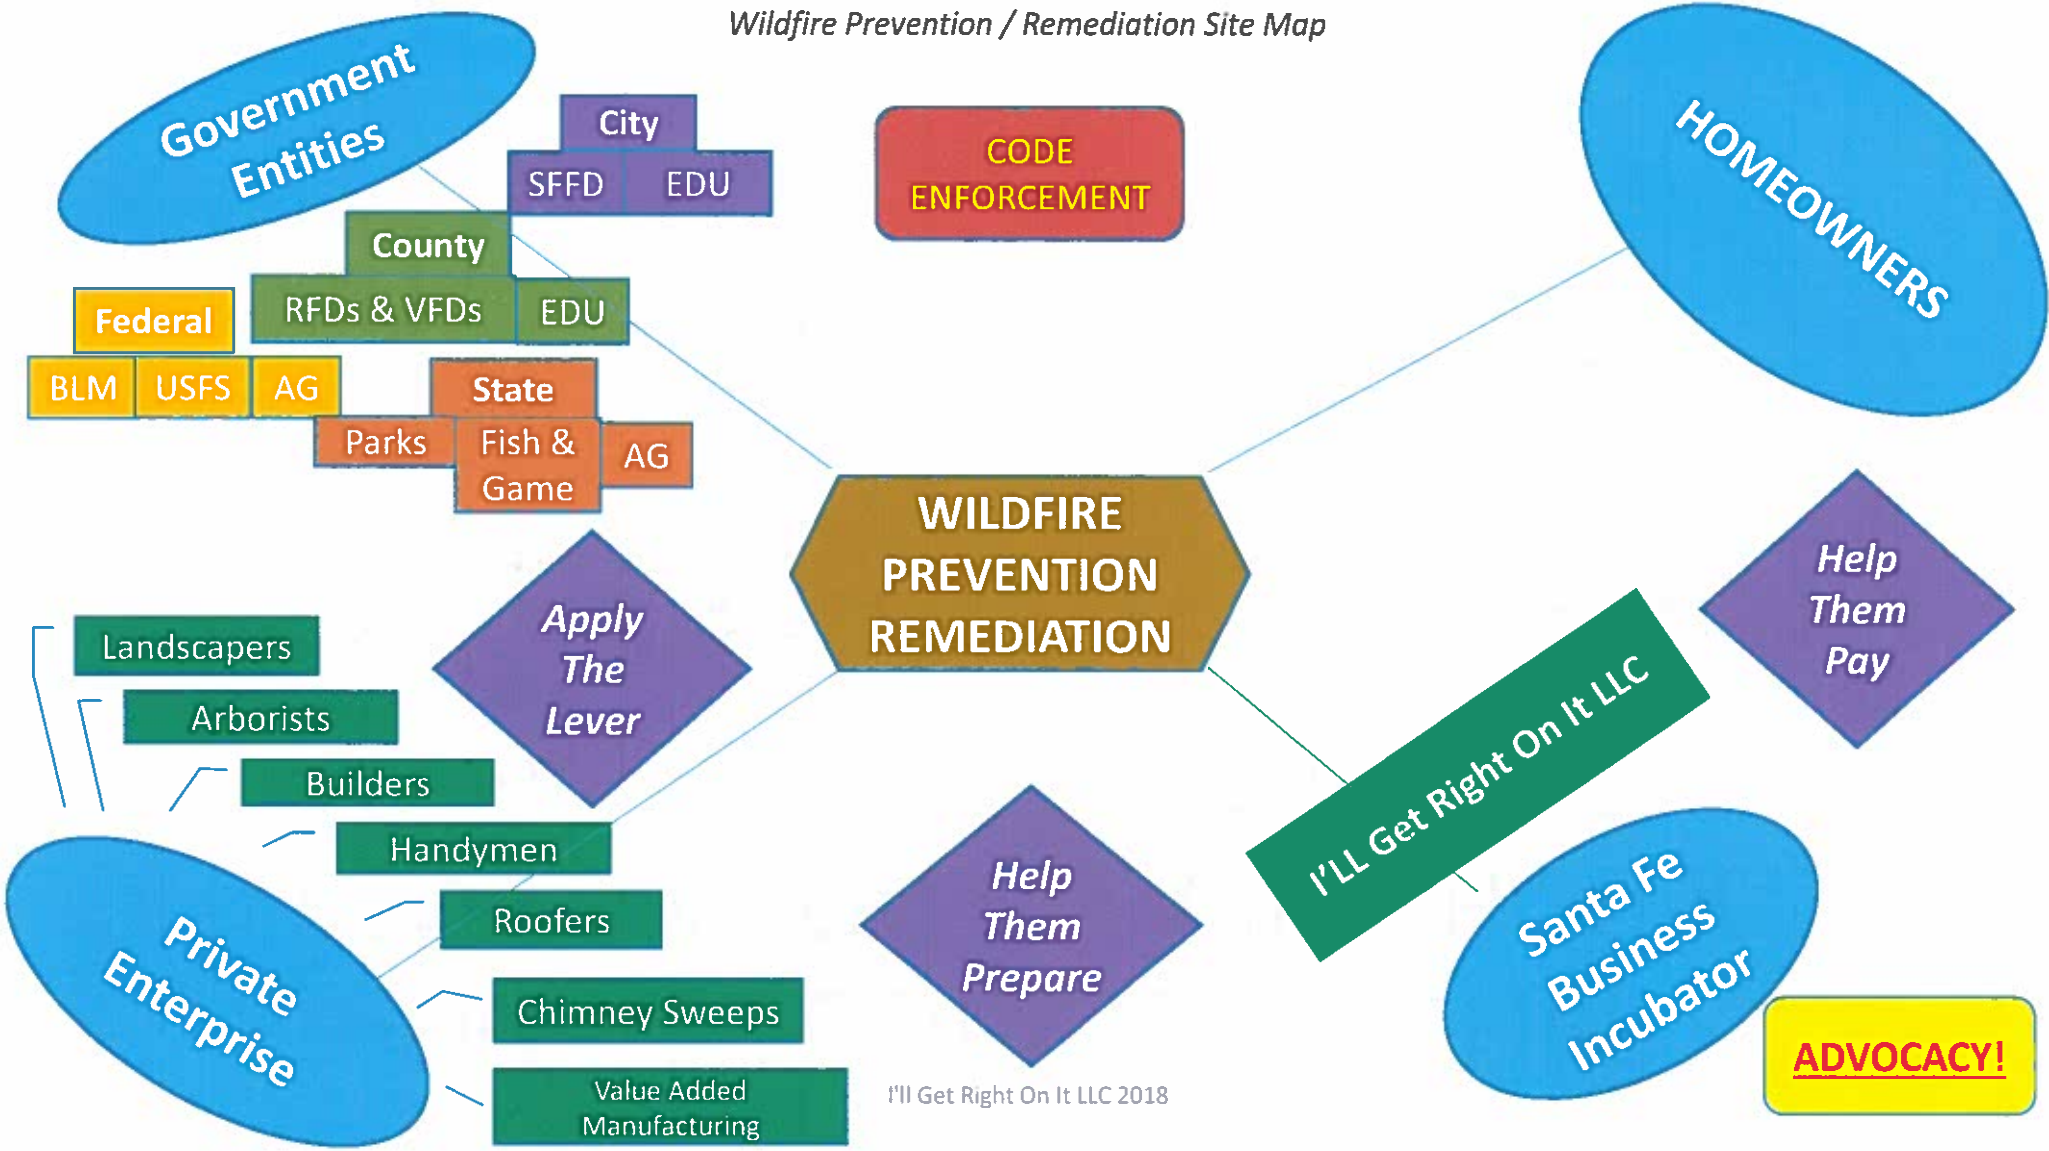 Wildfire Prevention / Remediation Site Map
Government
Entities
City
SFFD EDU
CODE
ENFORCEMENT
HOMEOWNERS
County
RFDs & VFDs EDU
Federal
BLM USFS AG
State
Parks Fish &
Game
AG
WILDFIRE
PREVENTION
REMEDIATION
Help
Them
Pay
Apply
The
Lever
Landscapers
Arborists
Builders
Handymen
Roofers
Chimney Sweeps
Value Added
Manufacturing
Private
Enterprise
Help
Them
Prepare
I'LL Get Right On It LLC
Santa Fe
Business
Incubator
ADVOCACY!
I'll Get Right On It LLC 2018